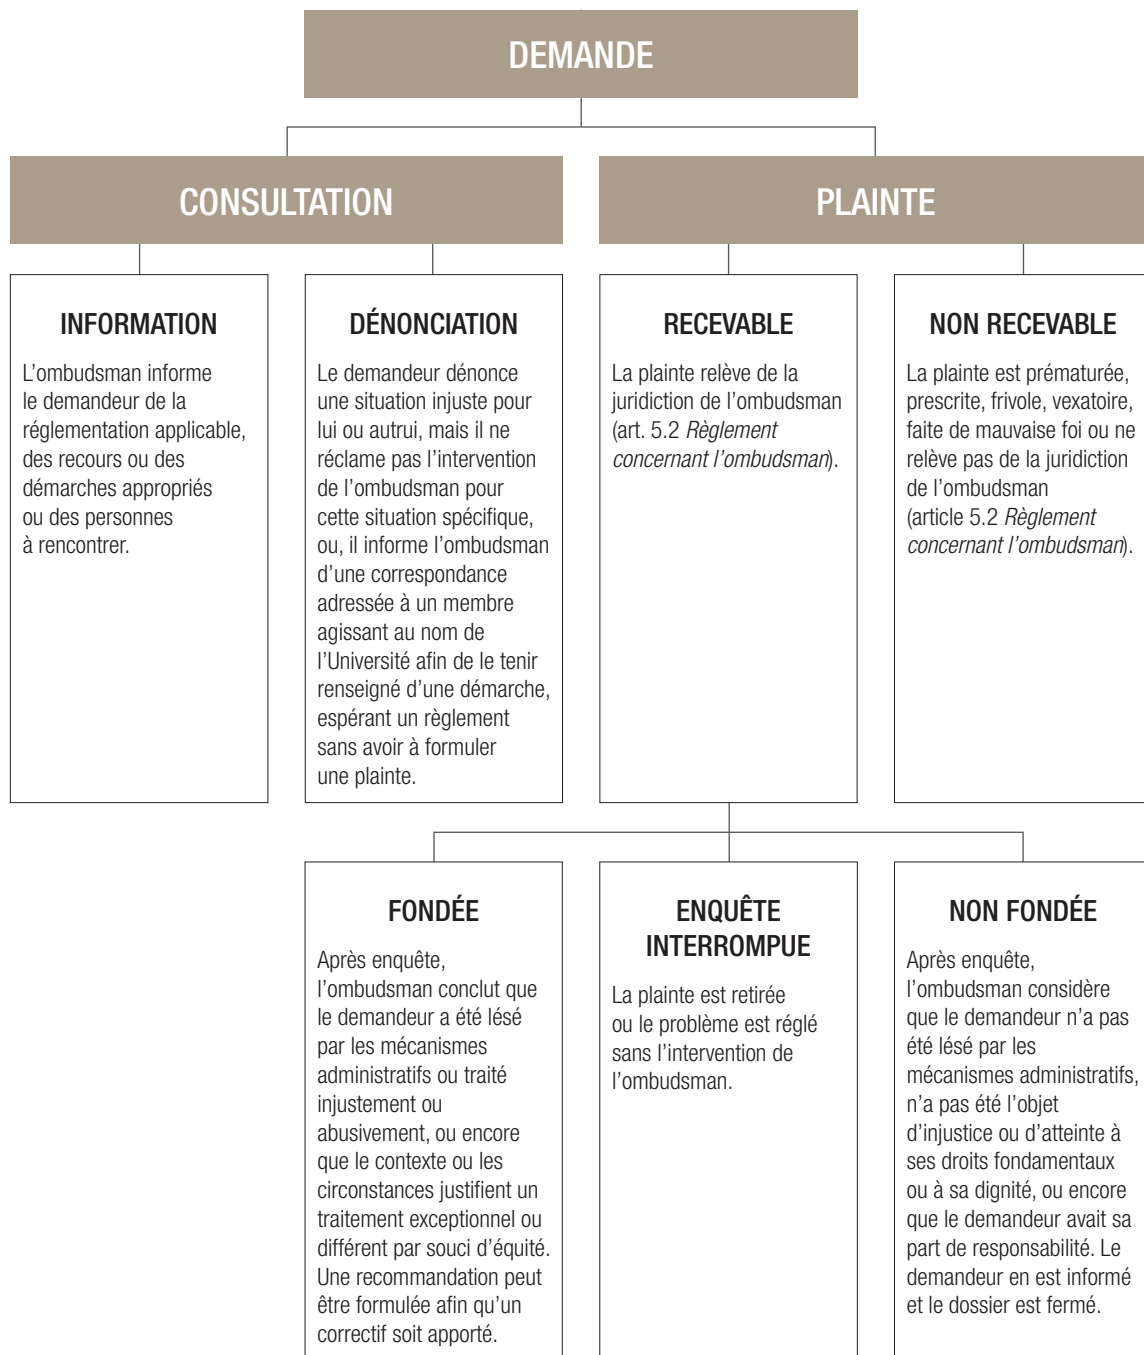 DEMANDE
CONSULTATION
PLAINTE
INFORMATION
L’ombudsman informe
le demandeur de la
réglementation applicable,
des recours ou des
démarches appropriés
ou des personnes
à rencontrer.
DÉNONCIATION
Le demandeur dénonce
une situation injuste pour
lui ou autrui, mais il ne
réclame pas l’intervention
de l’ombudsman pour
cette situation spécifique,
ou, il informe l’ombudsman
d’une correspondance
adressée à un membre
agissant au nom de
l’Université afin de le tenir
renseigné d’une démarche,
espérant un règlement
sans avoir à formuler
une plainte.
RECEVABLE
La plainte relève de la
juridiction de l’ombudsman
(art. 5.2 Règlement
concernant l’ombudsman).
NON RECEVABLE
La plainte est prématurée,
prescrite, frivole, vexatoire,
faite de mauvaise foi ou ne
relève pas de la juridiction
de l’ombudsman
(article 5.2 Règlement
concernant l’ombudsman).
FONDÉE
Après enquête,
l’ombudsman conclut que
le demandeur a été lésé
par les mécanismes
administratifs ou traité
injustement ou
abusivement, ou encore
que le contexte ou les
circonstances justifient un
traitement exceptionnel ou
différent par souci d’équité.
Une recommandation peut
être formulée afin qu’un
correctif soit apporté.
ENQUÊTE
INTERROMPUE
La plainte est retirée
ou le problème est réglé
sans l’intervention de
l’ombudsman.
NON FONDÉE
Après enquête,
l’ombudsman considère
que le demandeur n’a pas
été lésé par les
mécanismes administratifs,
n’a pas été l’objet
d’injustice ou d’atteinte à
ses droits fondamentaux
ou à sa dignité, ou encore
que le demandeur avait sa
part de responsabilité. Le
demandeur en est informé
et le dossier est fermé.